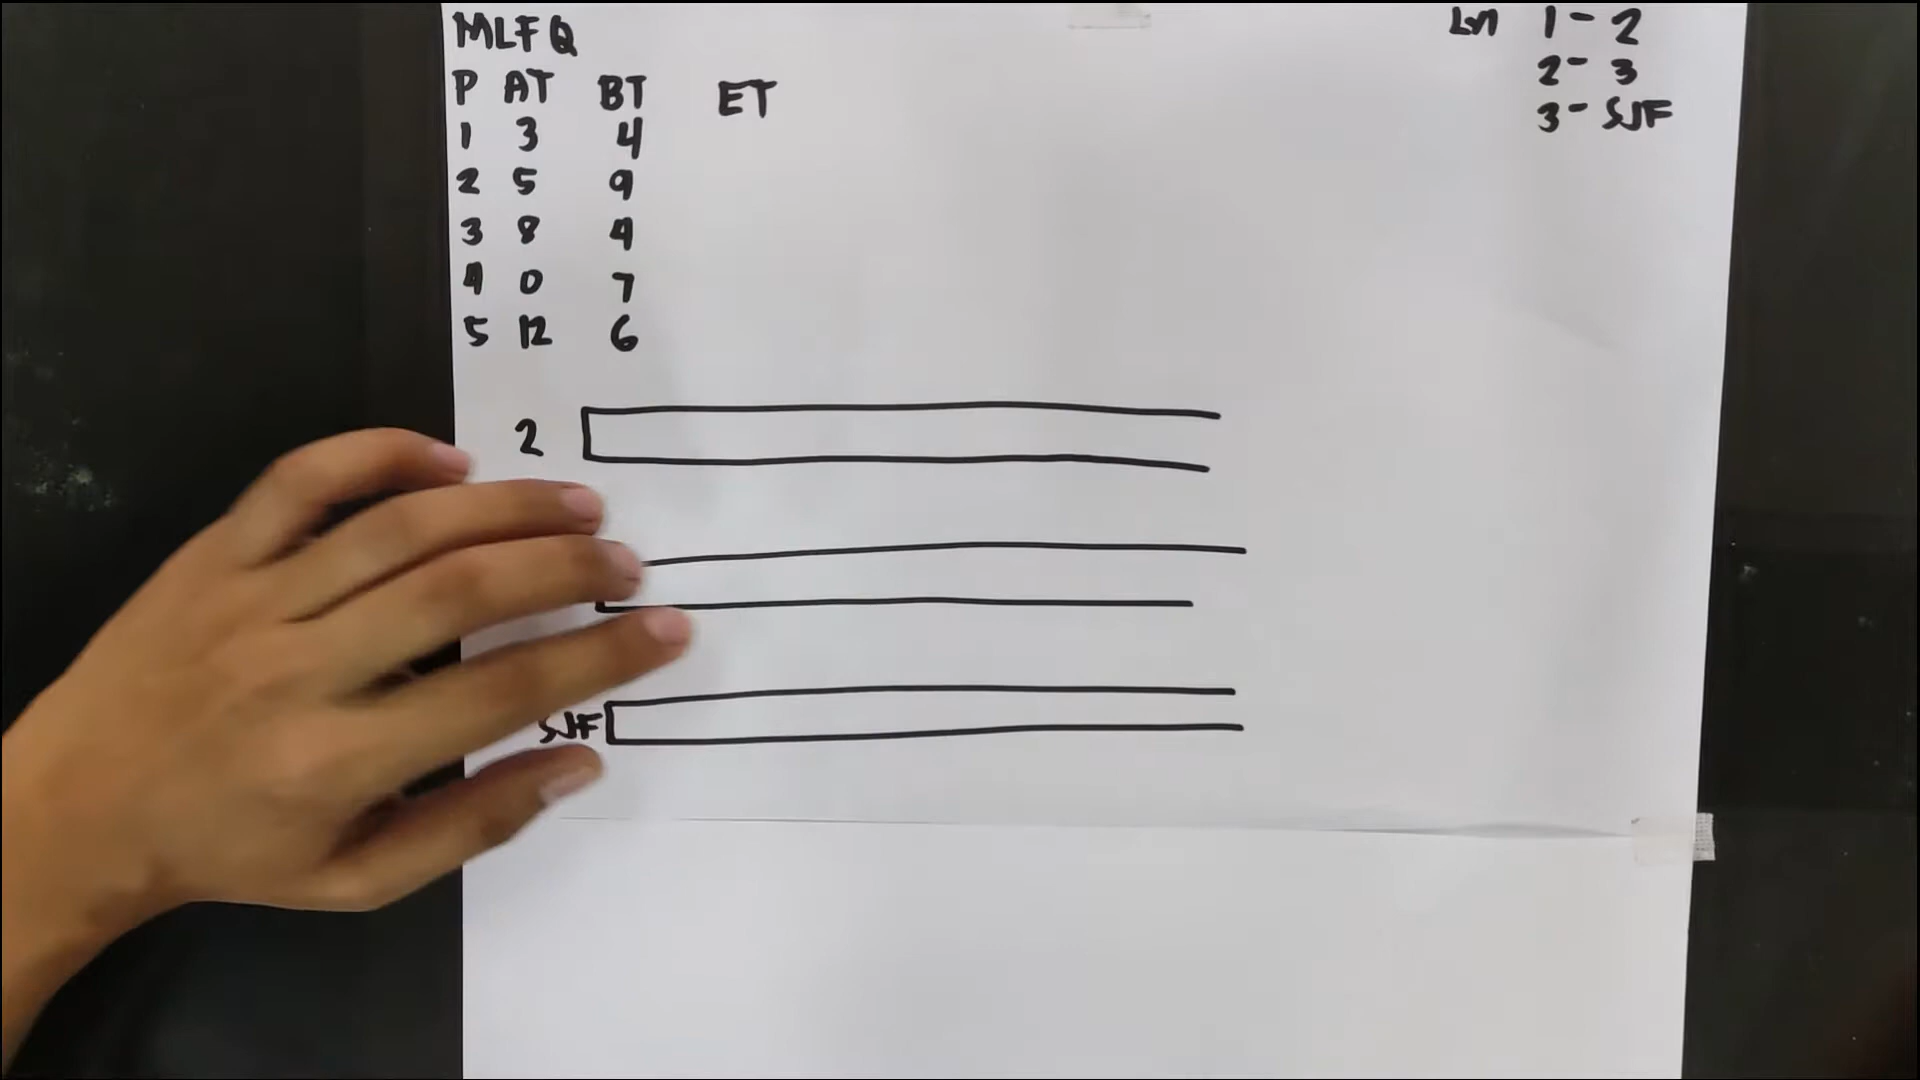 MLFQ
P AT BT ET
1 3 4
2 5 9
3 8 4
4 0 7
5 12 6
Lvl 1 - 2
2 - 3
3 - SJF
2
SJF